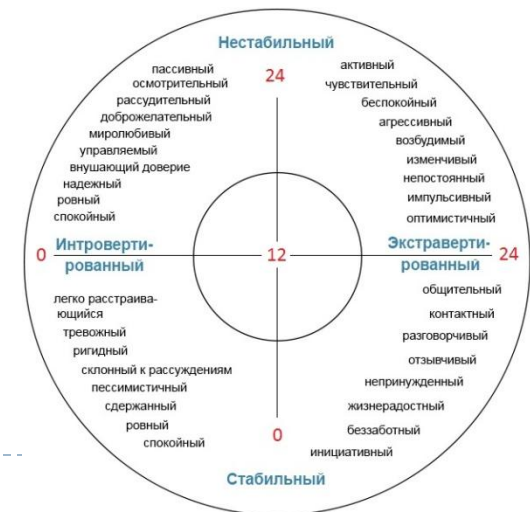 Нестабильный
24
пассивный
осмотрительный
рассудительный
доброжелательный
миролюбивый
управляемый
внушающий доверие
надежный
ровный
спокойный
активный
чувствительный
беспокойный
агрессивный
возбудимый
изменчивый
непостоянный
импульсивный
оптимистичный
0
Интроверти-
рованный
12
Экстраверти-
рованный
24
легко расстраива-
ющийся
тревожный
ригидный
склонный к рассуждениям
пессимистичный
сдержанный
ровный
спокойный
общительный
контактный
разговорчивый
отзывчивый
непринужденный
жизнерадостный
беззаботный
инициативный
0
Стабильный